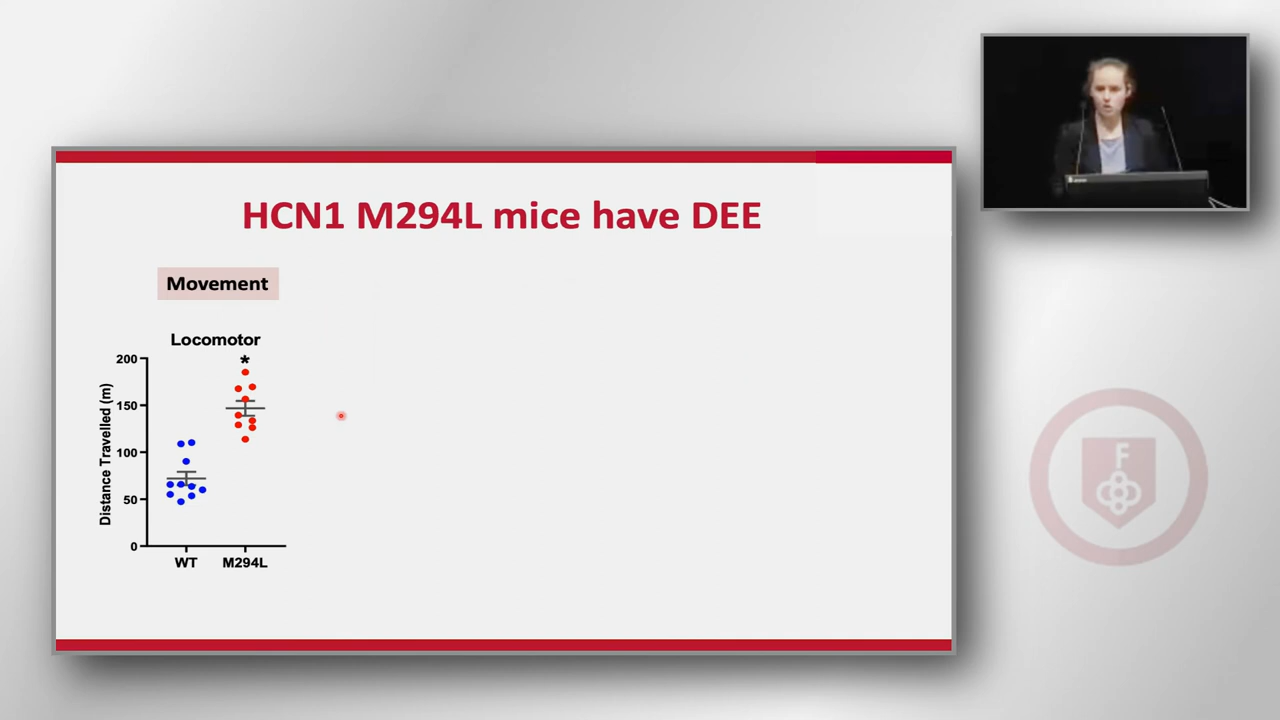 HCN1 M294L mice have DEE
Movement
Locomotor
*
200
150
100
50
0
Distance Travelled (m)
WT
M294L
F